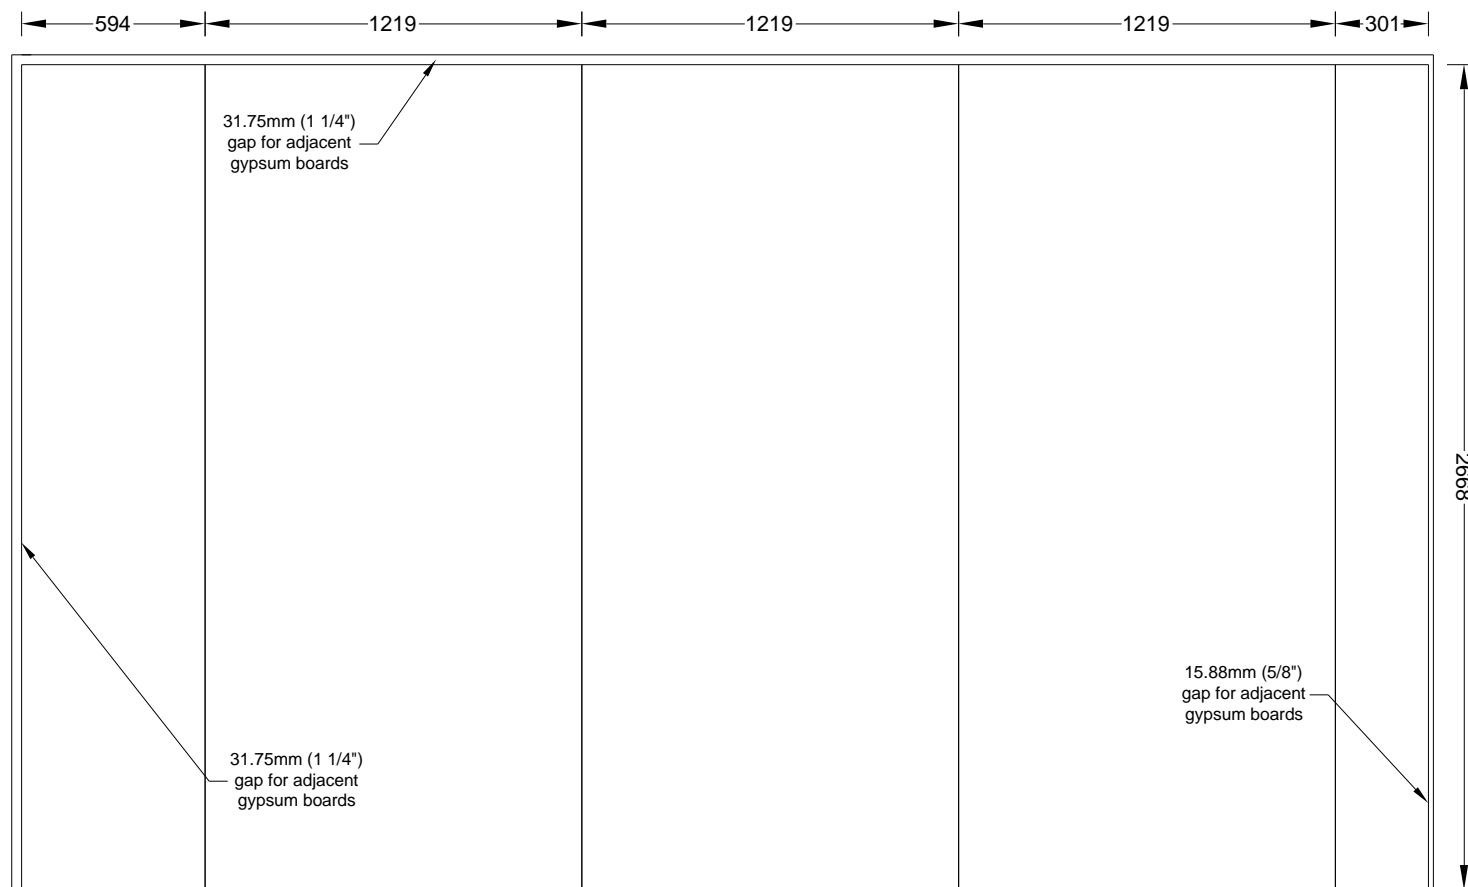 594
1219
1219
1219
301
31.75mm (1 1/4")
gap for adjacent
gypsum boards
2668
15.88mm (5/8")
gap for adjacent
gypsum boards
31.75mm (1 1/4")
gap for adjacent
gypsum boards